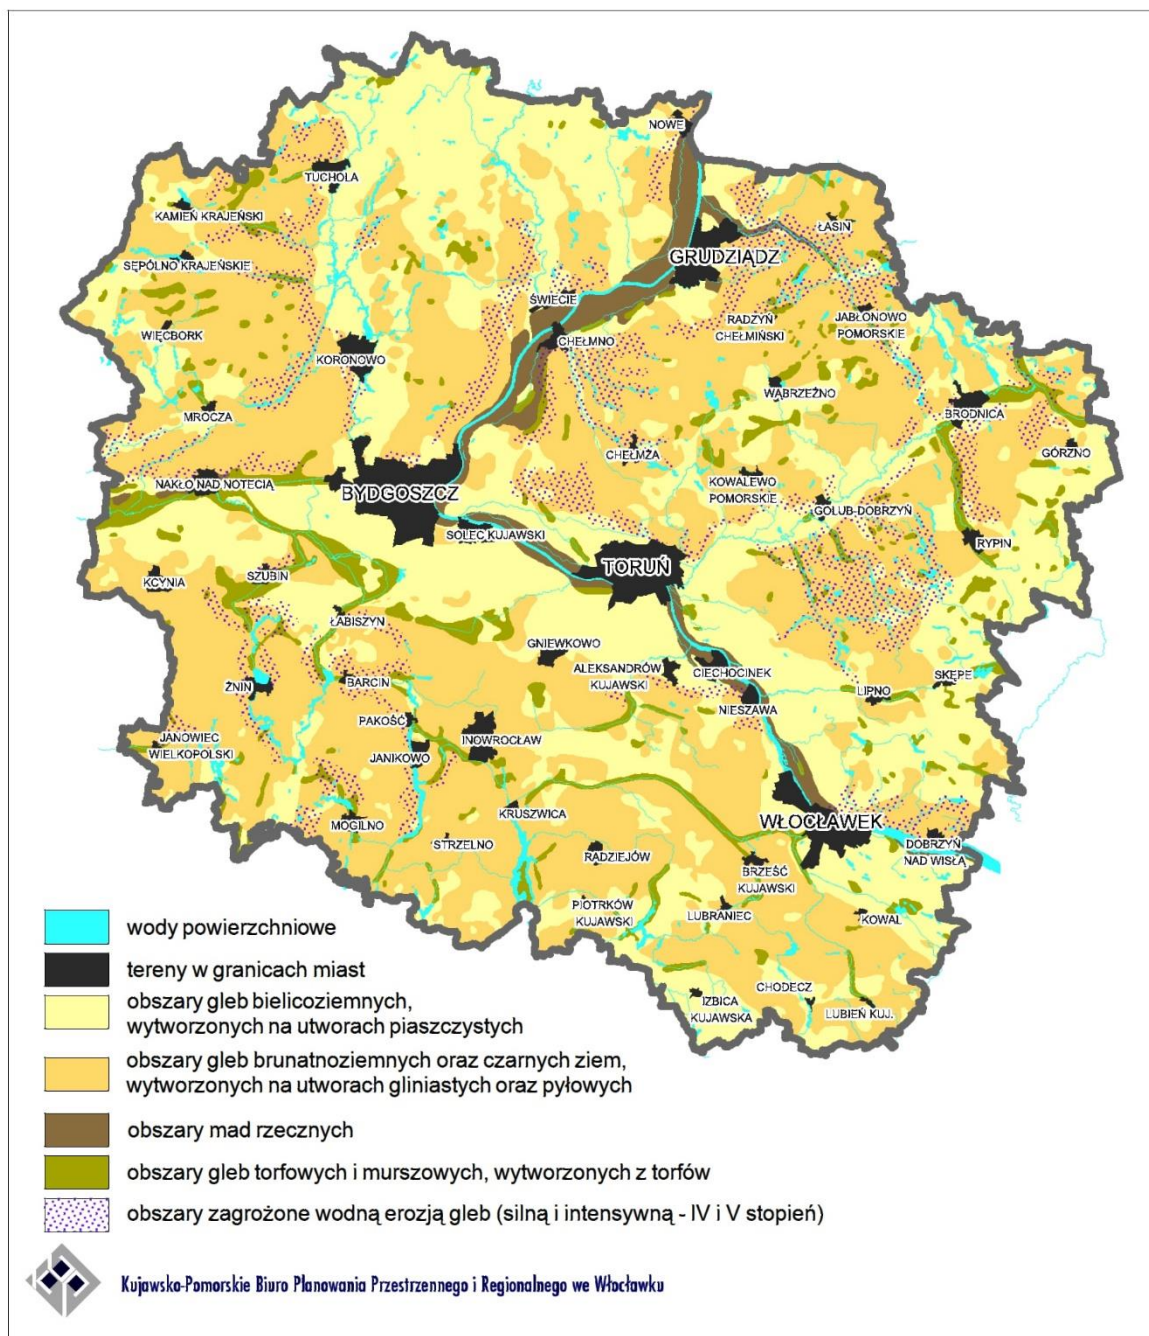 NOWE
TUCHOLA
KAMIEŃ KRAJEŃSKI
ŁASIN
GRUDZIĄDZ
SĘPÓLNO KRAJEŃSKIE
ŚWIECIE
RADZYŃ
CHEŁMIŃSKI
JABŁONOWO
POMORSKIE
WIĘCBORK
CHEŁMNO
KORONOWO
WĄBRZEŹNO
MROCZA
BRODNICA
CHEŁMŻA
GÓRZNO
NAKŁO NAD NOTECIĄ
BYDGOSZCZ
KOWALEWO
POMORSKIE
GOLUB-DOBRZYŃ
SOLEC KUJAWSKI
RYPIN
TORUŃ
KCYNIA
SZUBIN
ŁABISZYN
GNIEWKOWO
ALEKSANDRÓW
KUJAWSKI
CIECHOCINEK
SKĘPE
ŻNIN
BARCIN
LIPNO
NIESZAWA
PAKOŚĆ
JANOWIEC
WIELKOPOLSKI
INOWROCŁAW
JANIKOWO
KRUSZWICA
MOGILNO
WŁOCŁAWEK
STRZELNO
DOBRZYŃ
NAD WISŁĄ
RADZIEJÓW
BRZEŚĆ
KUJAWSKI
PIOTRKÓW
KUJAWSKI
LUBRANIEC
KOWAL
CHODECZ
IZBICA
KUJAWSKA
LUBIEŃ KUJ.
wody powierzchniowe
tereny w granicach miast
obszary gleb bielicoziemnych,
wytworzonych na utworach piaszczystych
obszary gleb brunatnoziemnych oraz czarnych ziem,
wytworzonych na utworach gliniastych oraz pyłowych
obszary mad rzecznych
obszary gleb torfowych i murszowych, wytworzonych z torfów
obszary zagrożone wodną erozją gleb (silną i intensywną - IV i V stopień)
Kujawsko-Pomorskie Biuro Planowania Przestrzennego i Regionalnego we Włocławku